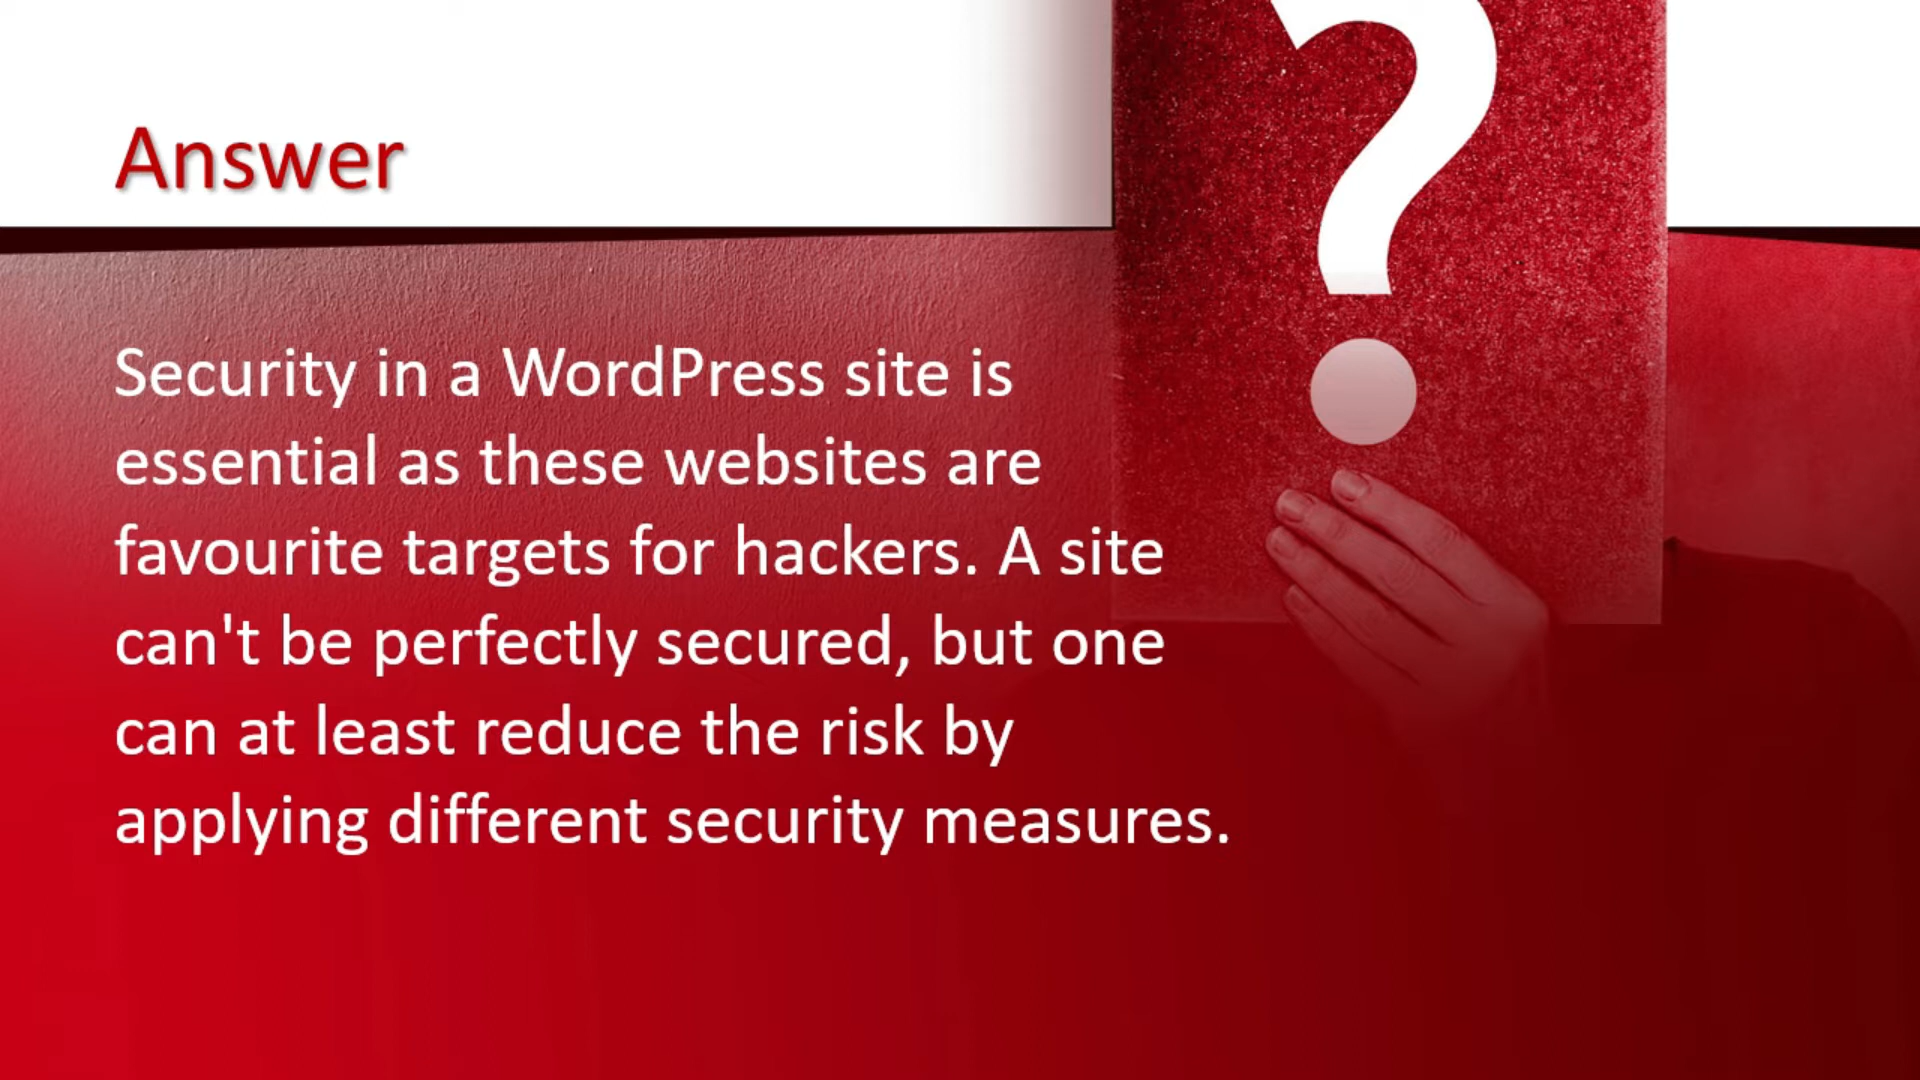 Answer
Security in a WordPress site is
essential as these websites are
favourite targets for hackers. A site
can't be perfectly secured, but one
can at least reduce the risk by
applying different security measures.
?